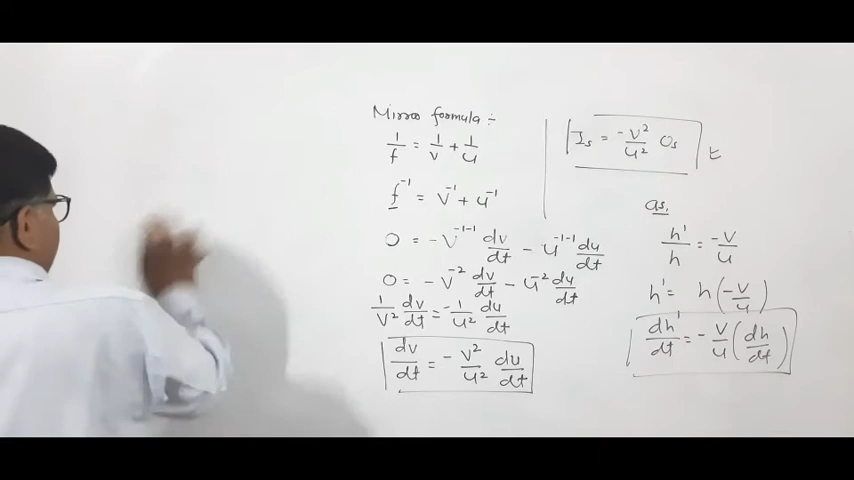 Mirror formula :-
1/f = 1/v + 1/u
f⁻¹ = v⁻¹ + u⁻¹
0 = -v⁻¹⁻¹ dv/dt - u⁻¹⁻¹ du/dt
0 = -v⁻² dv/dt - u⁻² du/dt
1/v² dv/dt = -1/u² du/dt
dv/dt = -v²/u² du/dt
Is = -v²/u² Os
t
as,
h'/h = -v/u
h' = h(-v/u)
dh'/dt = -v/u (dh/dt)